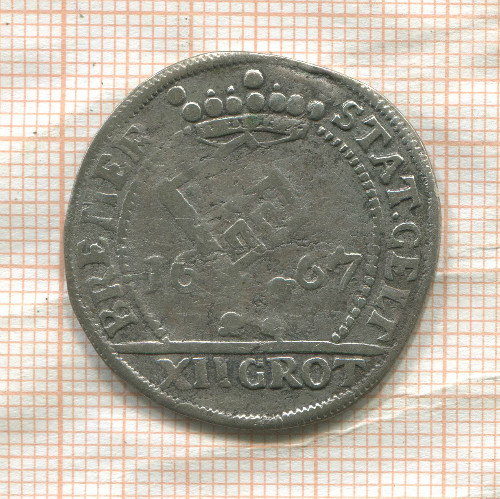 BREMER STAT.GELT
16 67
XII GROT